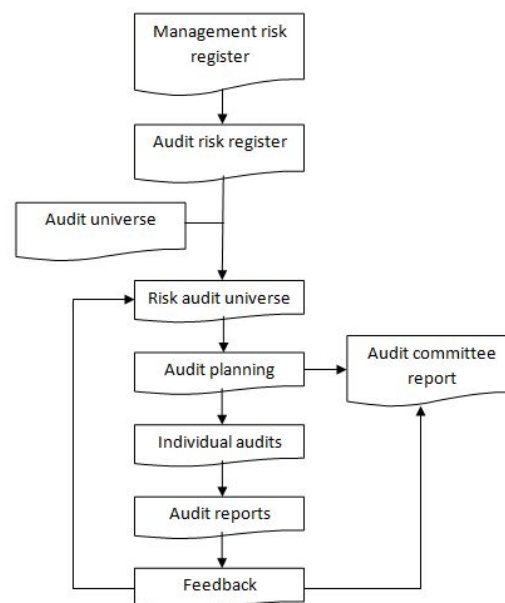 Management risk
register
Audit risk register
Audit universe
Risk audit universe
Audit planning
Audit committee
report
Individual audits
Audit reports
Feedback